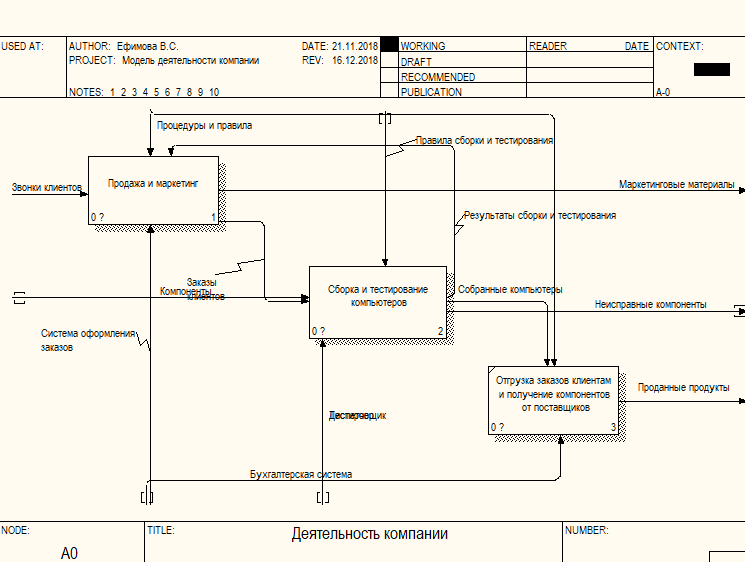 USED AT:
AUTHOR: Ефимова В.С.
DATE: 21.11.2018
WORKING
READER
DATE
CONTEXT:
PROJECT: Модель деятельности компании
REV: 16.12.2018
DRAFT
RECOMMENDED
NOTES: 1 2 3 4 5 6 7 8 9 10
PUBLICATION
A-0
Процедуры и правила
Правила сборки и тестирования
Звонки клиентов
Продажа и маркетинг
0 ?
1
Маркетинговые материалы
Результаты сборки и тестирования
Заказы
клиентов
Компоненты
Сборка и тестирование
компьютеров
0 ?
2
Собранные компьютеры
Неисправные компоненты
Система оформления
заказов
Отгрузка заказов клиентам
и получение компонентов
от поставщиков
0 ?
3
Проданные продукты
Бухгалтерская система
NODE:
A0
TITLE:
Деятельность компании
NUMBER: